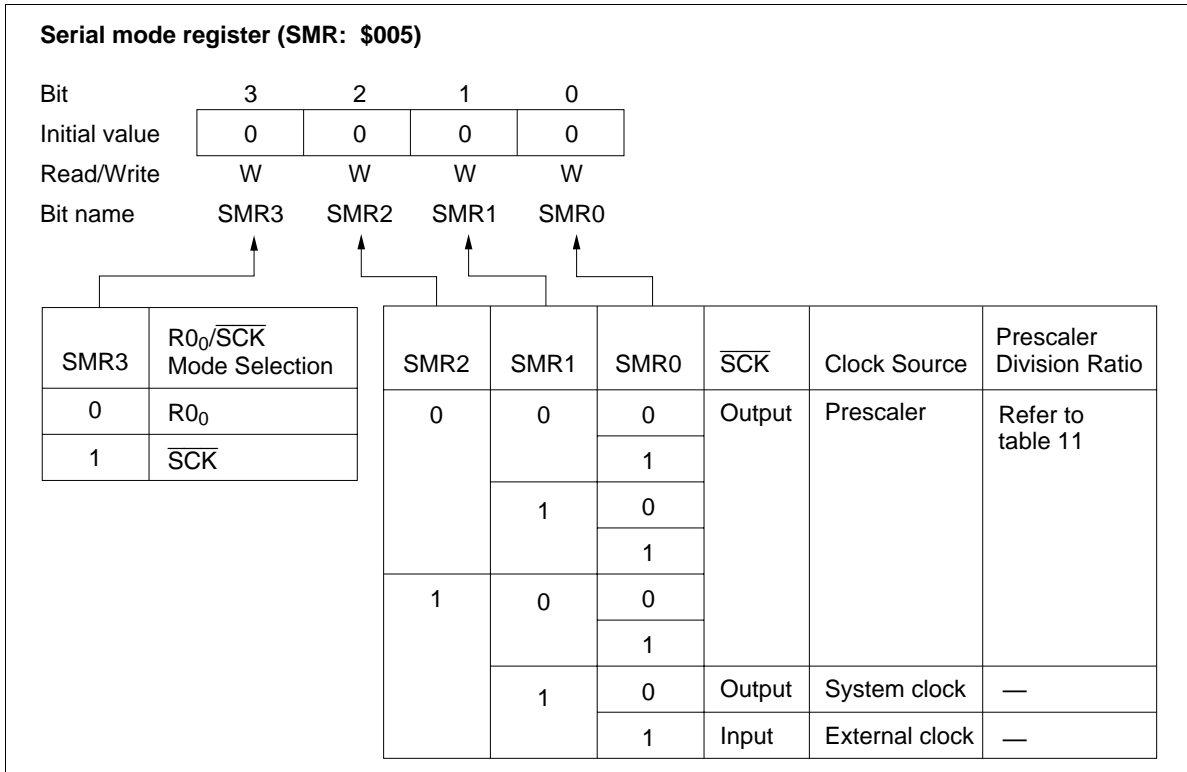 Serial mode register (SMR: $005)
Bit 3 2 1 0
Initial value 0 0 0 0
Read/Write W W W W
Bit name SMR3 SMR2 SMR1 SMR0
SMR3 R0₀/S̅C̅K̅ Mode Selection
0 R0₀
1 S̅C̅K̅
SMR2 SMR1 SMR0 S̅C̅K̅ Clock Source Prescaler Division Ratio
0 0 0 Output Prescaler Refer to table 11
1
1 0
1
1 0 0
1
1 0 Output System clock —
1 Input External clock —